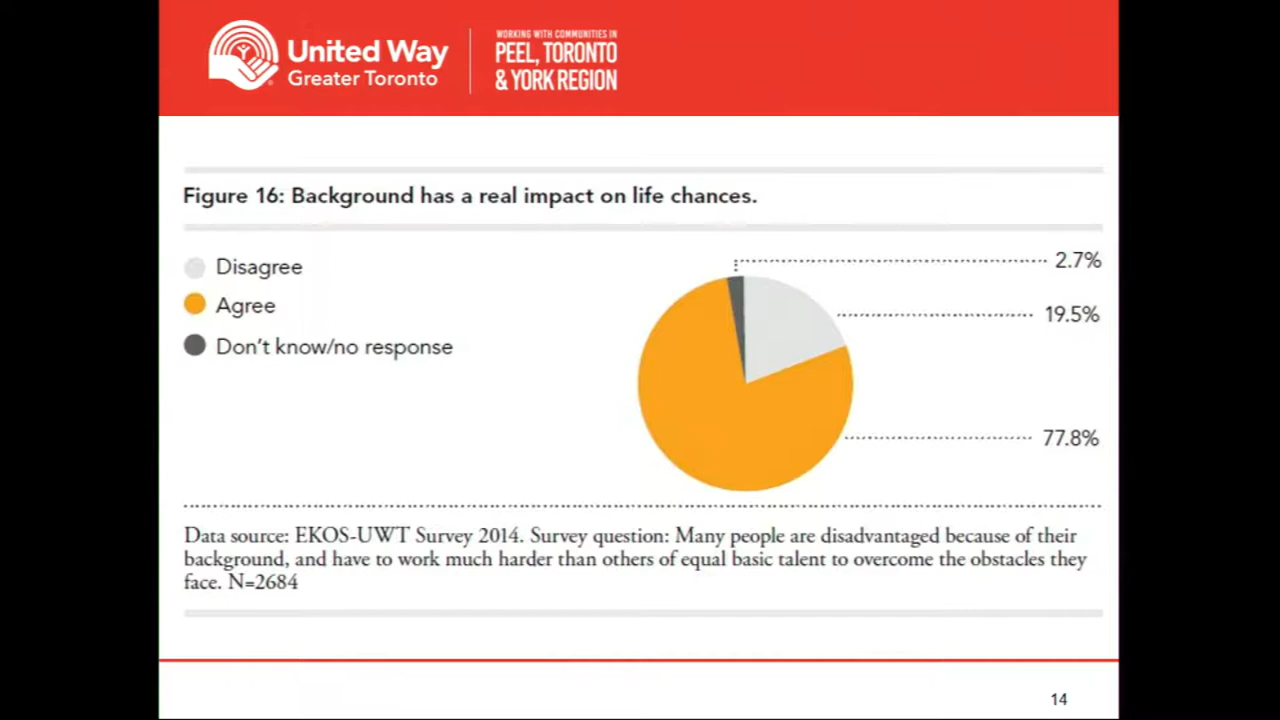 United Way
Greater Toronto
WORKING WITH COMMUNITIES IN
PEEL, TORONTO
& YORK REGION
Figure 16: Background has a real impact on life chances.
Disagree
Agree
Don't know/no response
2.7%
19.5%
77.8%
Data source: EKOS-UWT Survey 2014. Survey question: Many people are disadvantaged because of their
background, and have to work much harder than others of equal basic talent to overcome the obstacles they
face. N=2684
14